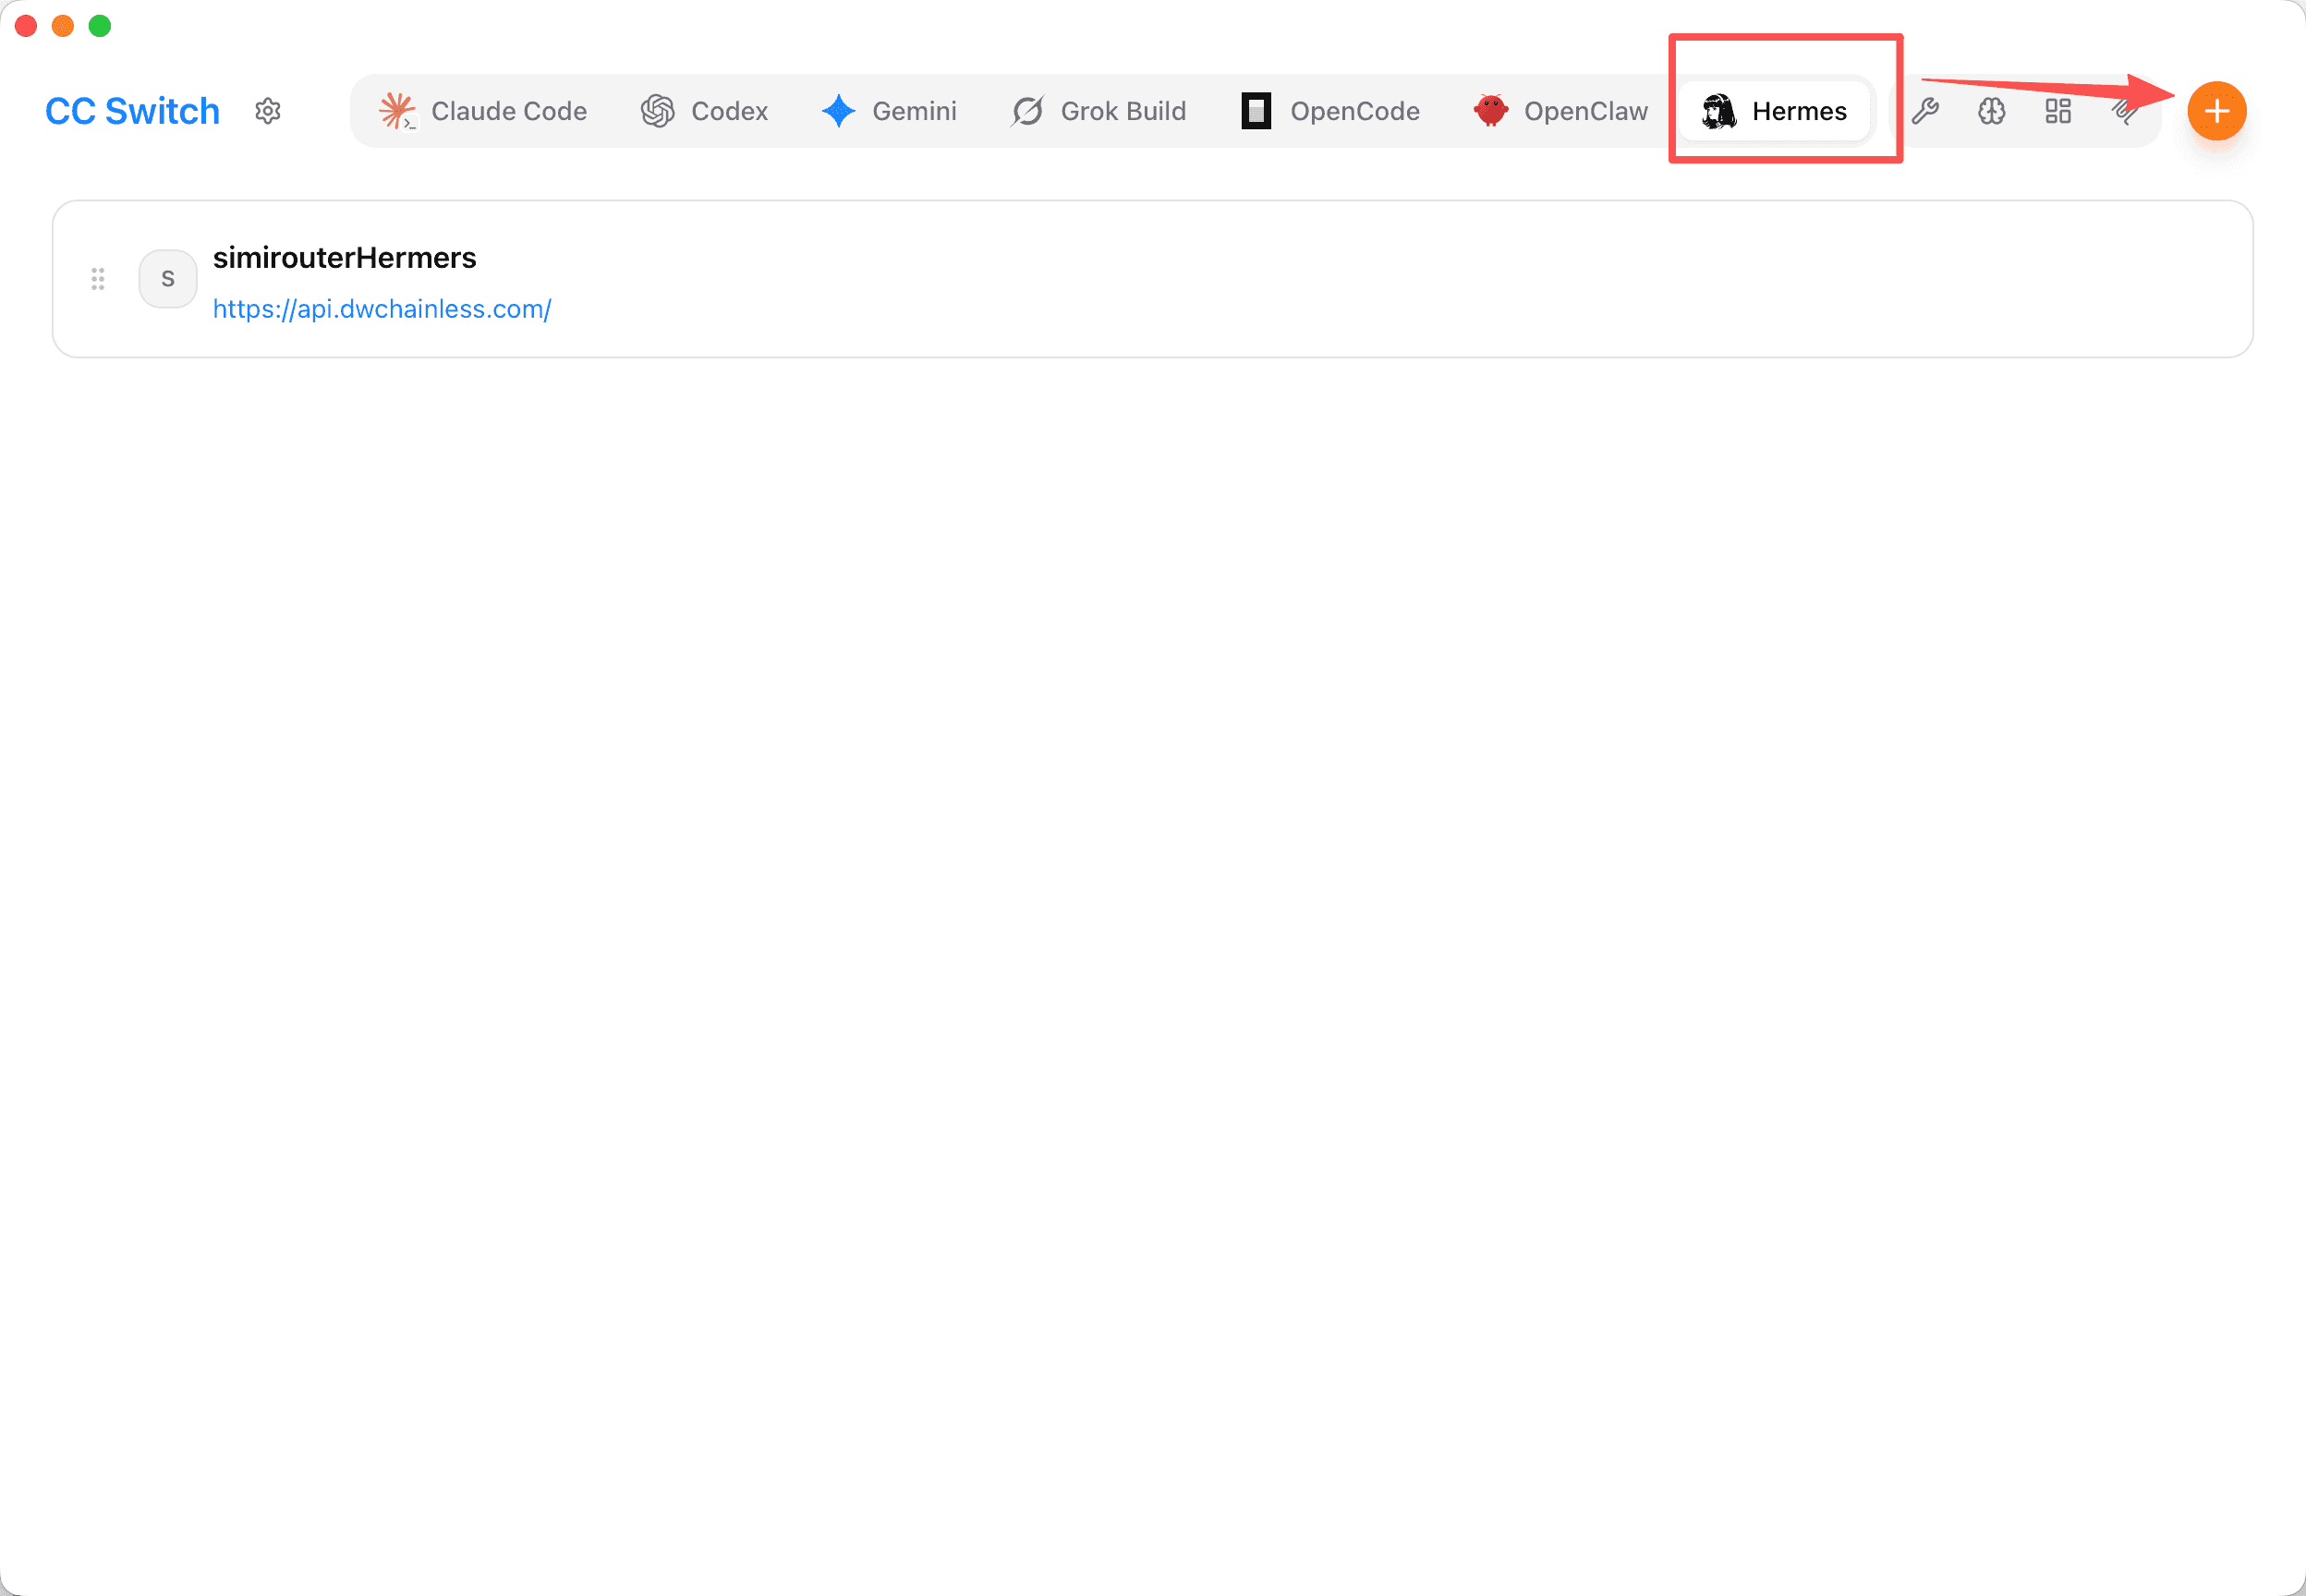 CC Switch
Claude Code
Codex
Gemini
Grok Build
OpenCode
OpenClaw
Hermes
S
simirouterHermers
https://api.dwchainless.com/